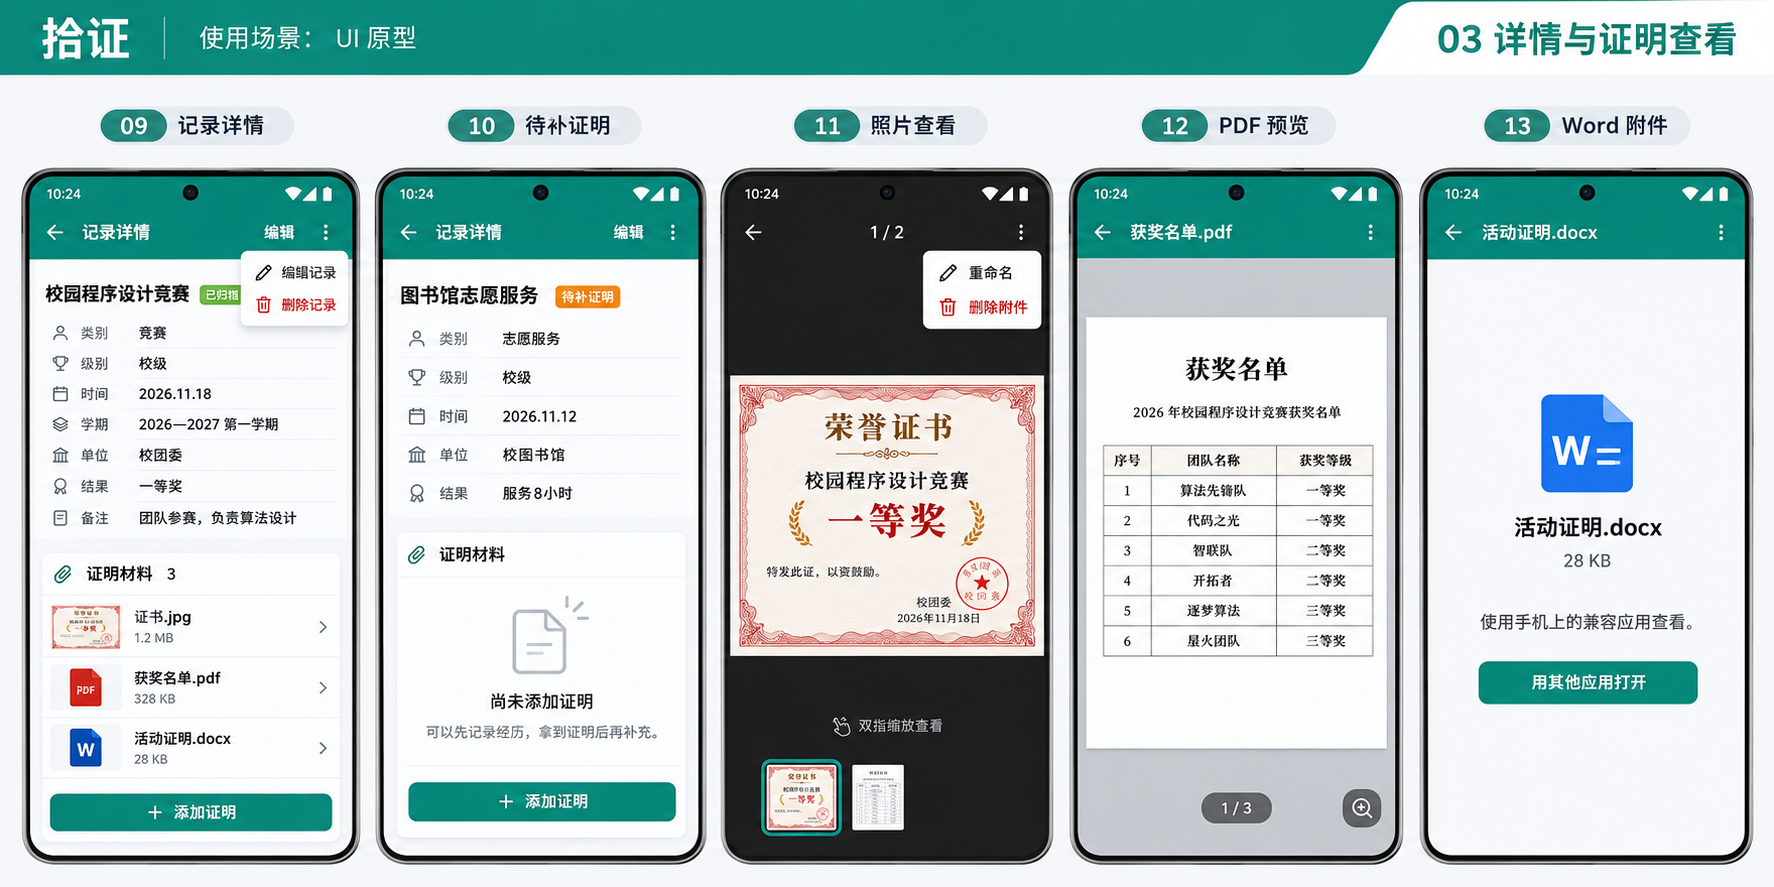 拾证
使用场景： UI 原型
03 详情与证明查看
09 记录详情
10:24
记录详情
编辑
编辑记录
删除记录
校园程序设计竞赛
类别 竞赛
级别 校级
时间 2026.11.18
学期 2026—2027 第一学期
单位 校团委
结果 一等奖
备注 团队参赛，负责算法设计
证明材料 3
证书.jpg
1.2 MB
PDF
获奖名单.pdf
328 KB
W
活动证明.docx
28 KB
+ 添加证明
10 待补证明
10:24
记录详情
编辑
图书馆志愿服务 待补证明
类别 志愿服务
级别 校级
时间 2026.11.12
单位 校图书馆
结果 服务8小时
证明材料
尚未添加证明
可以先记录经历，拿到证明后再补充。
+ 添加证明
11 照片查看
10:24
1 / 2
重命名
删除附件
荣誉证书
校园程序设计竞赛
一等奖
特发此证，以资鼓励。
校团委
2026年11月18日
双指缩放查看
12 PDF 预览
10:24
获奖名单.pdf
获奖名单
2026 年校园程序设计竞赛获奖名单
序号 团队名称 获奖等级
1 算法先锋队 一等奖
2 代码之光 一等奖
3 智联队 二等奖
4 开拓者 二等奖
5 逐梦算法 三等奖
6 星火团队 三等奖
1 / 3
13 Word 附件
10:24
活动证明.docx
W
活动证明.docx
28 KB
使用手机上的兼容应用查看。
用其他应用打开